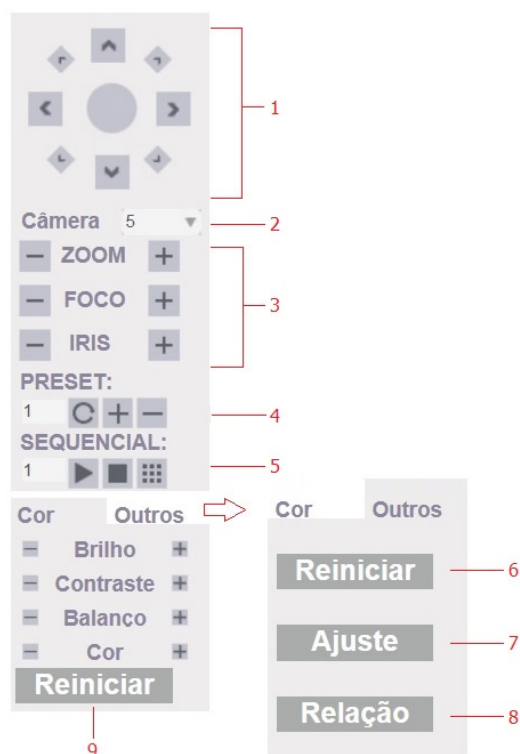 1
Câmera 5 2
ZOOM
FOCO 3
IRIS
PRESET:
1 4
SEQUENCIAL:
1 5
Cor Outros
Brilho
Contraste
Balanço
Cor
Reiniciar
9
Cor Outros
Reiniciar 6
Ajuste 7
Relação 8